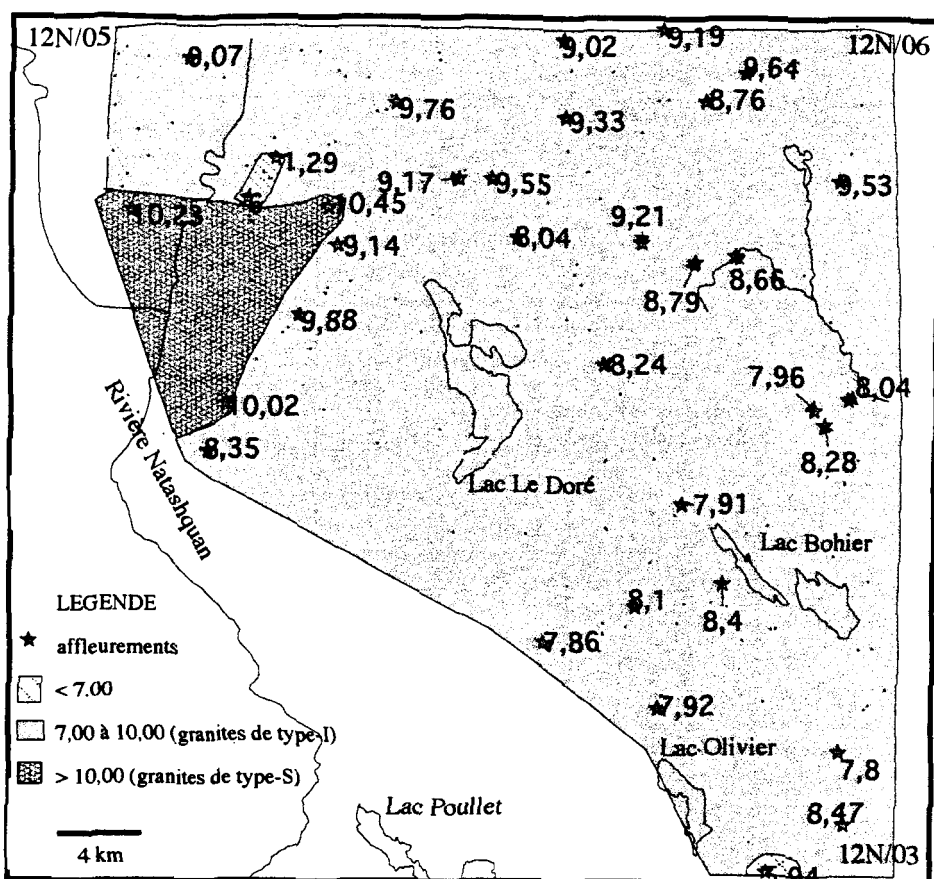 12N/05
9,07
9,02
9,19
12N/06
9,64
8,76
9,76
9,33
1,29
9,17
9,55
9,53
6
10,23
10,45
9,21
9,14
8,04
8,66
8,79
9,88
8,24
7,96
8,04
10,02
8,28
8,35
Rivière Natashquan
Lac Le Doré
7,91
Lac Bohier
LEGENDE
8,1
8,4
affleurements
7,86
< 7.00
7,92
7,00 à 10,00 (granites de type-I)
Lac Olivier
> 10,00 (granites de type-S)
7,8
Lac Poullet
8,47
4 km
12N/03